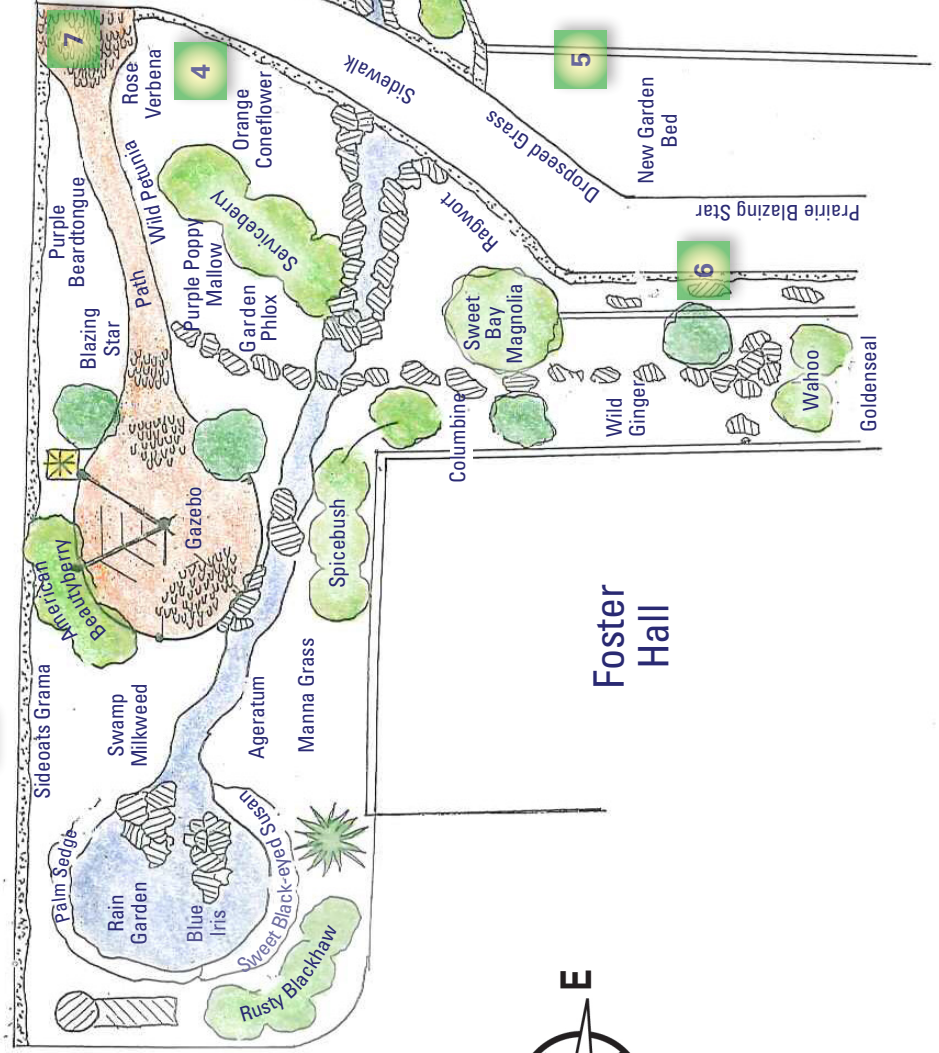 7
Rose
Verbena
4
Orange
Coneflower
Sidewalk
5
New Garden
Bed
Dropseed Grass
Prairie Blazing Star
6
Ragwort
Purple
Beardtongue
Wild Petunia
Path
Serviceberry
Purple Poppy
Mallow
Garden
Phlox
Blazing
Star
Sweet
Bay
Magnolia
Columbine
Wild
Ginger
Wahoo
Goldenseal
Gazebo
American
Beautyberry
Spicebush
Foster
Hall
Sideoats Grama
Swamp
Milkweed
Ageratum
Manna Grass
Palm Sedge
Rain
Garden
Blue
Iris
Sweet Black-eyed Susan
Rusty Blackhaw
E